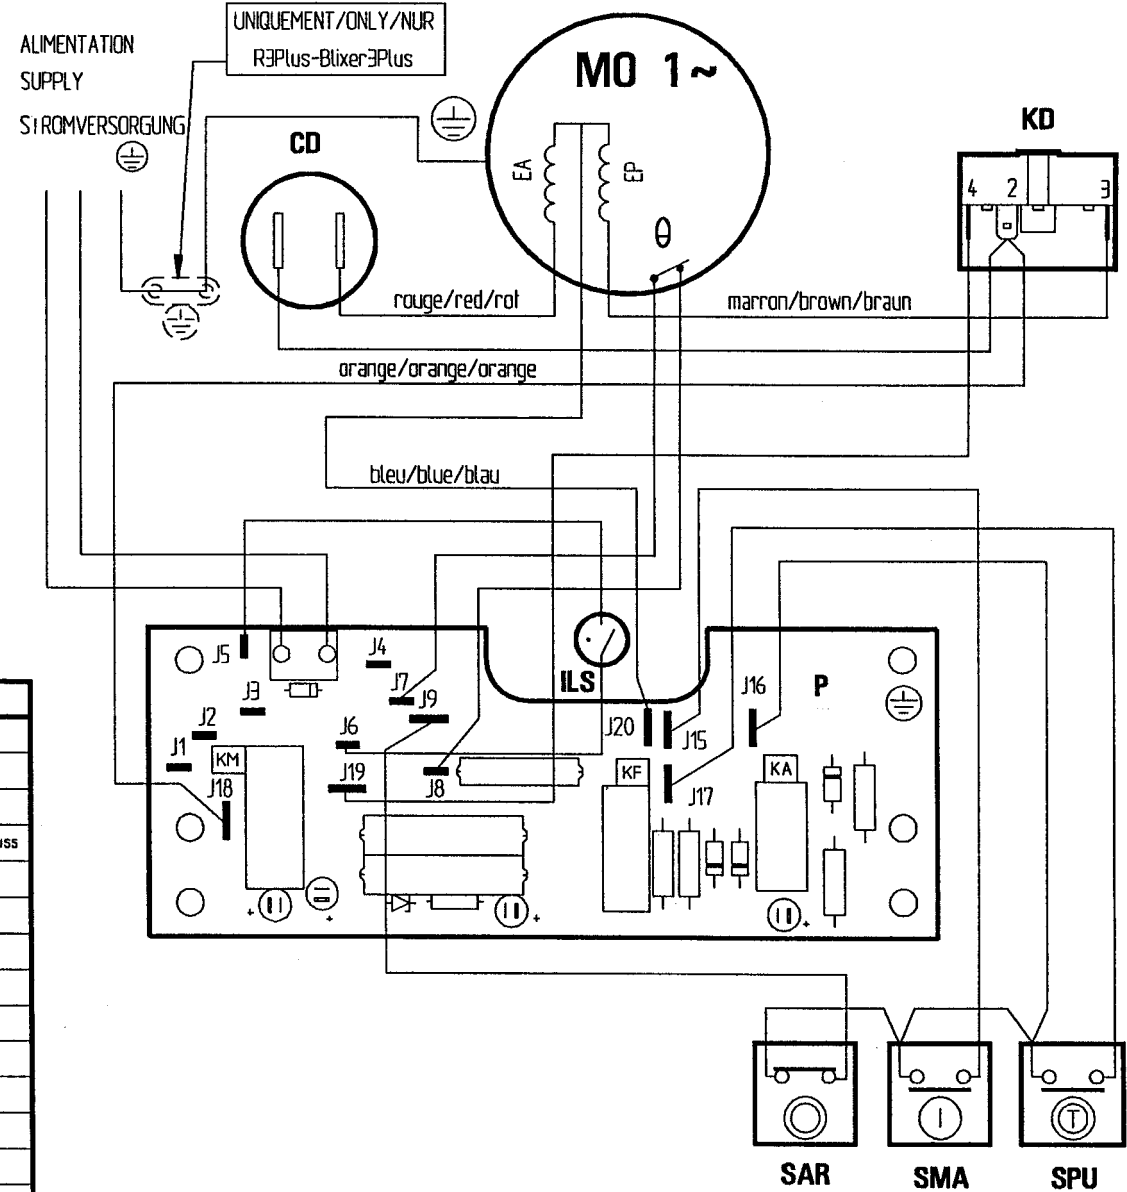 UNIQUEMENT/ONLY/NUR
R3Plus-Blixer3Plus
ALIMENTATION
SUPPLY
STROMVERSORGUNG
MO 1~
CD
KD
EA
EP
θ
4 2 3
rouge/red/rot
marron/brown/braun
orange/orange/orange
bleu/blue/blau
J5
J4
ILS
J3
J7
J9
J16
P
J2
J6
J20
J15
J1
KM
J19
J8
KF
KA
J18
J17
uss
+
+
+
+
I
T
SAR
SMA
SPU